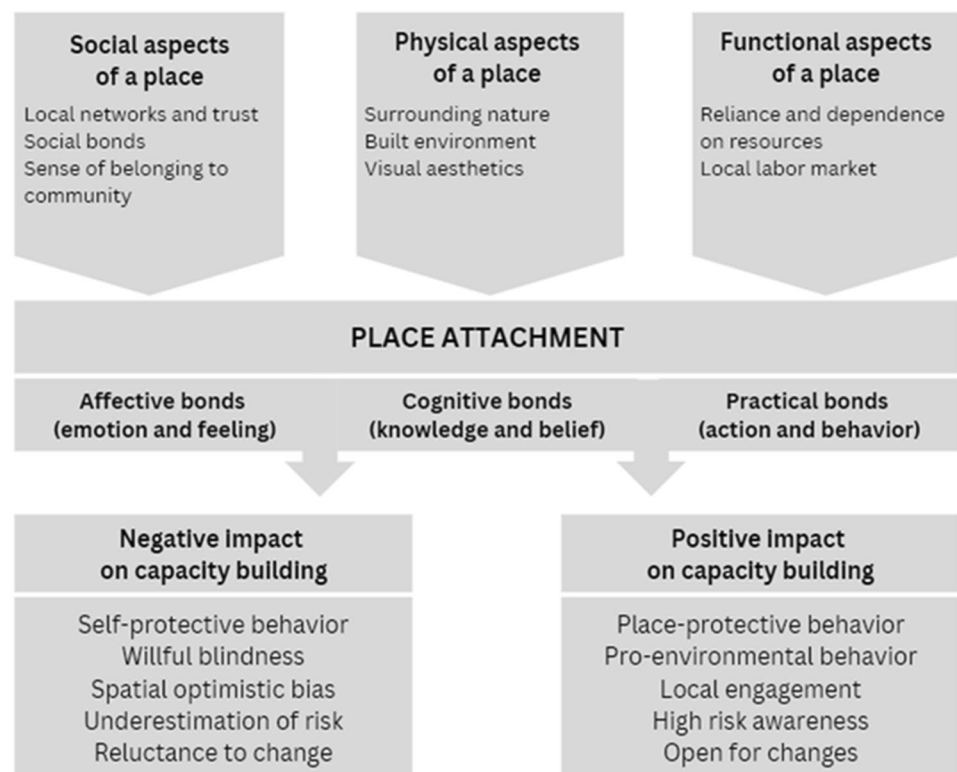 Social aspects
of a place
Local networks and trust
Social bonds
Sense of belonging to
community
Physical aspects
of a place
Surrounding nature
Built environment
Visual aesthetics
Functional aspects
of a place
Reliance and dependence
on resources
Local labor market
PLACE ATTACHMENT
Affective bonds
(emotion and feeling)
Cognitive bonds
(knowledge and belief)
Practical bonds
(action and behavior)
Negative impact
on capacity building
Self-protective behavior
Willful blindness
Spatial optimistic bias
Underestimation of risk
Reluctance to change
Positive impact
on capacity building
Place-protective behavior
Pro-environmental behavior
Local engagement
High risk awareness
Open for changes